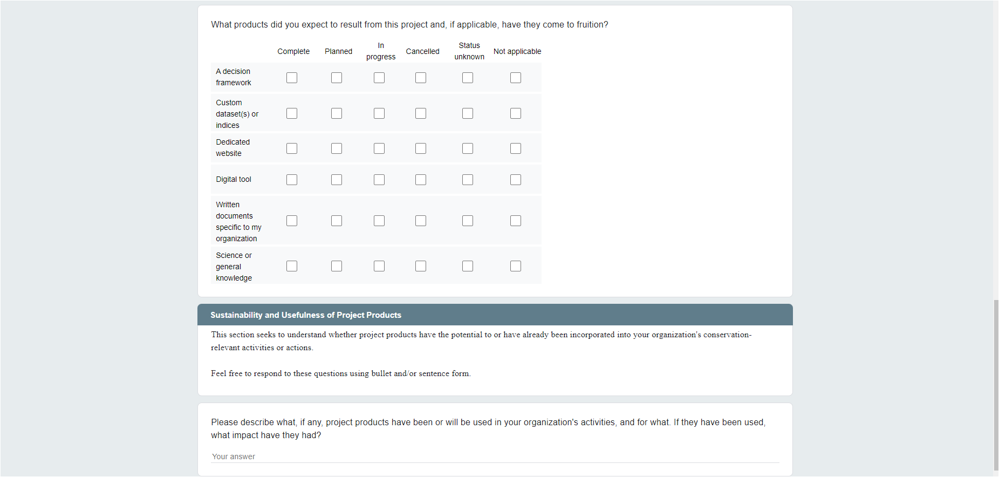 What products did you expect to result from this project and, if applicable, have they come to fruition?
Complete Planned In progress Cancelled Status unknown Not applicable
A decision
framework
Custom
dataset(s) or
indices
Dedicated
website
Digital tool
Written
documents
specific to my
organization
Science or
general
knowledge
Sustainability and Usefulness of Project Products
This section seeks to understand whether project products have the potential to or have already been incorporated into your organization's conservation-
relevant activities or actions.
Feel free to respond to these questions using bullet and/or sentence form.
Please describe what, if any, project products have been or will be used in your organization's activities, and for what. If they have been used,
what impact have they had?
Your answer